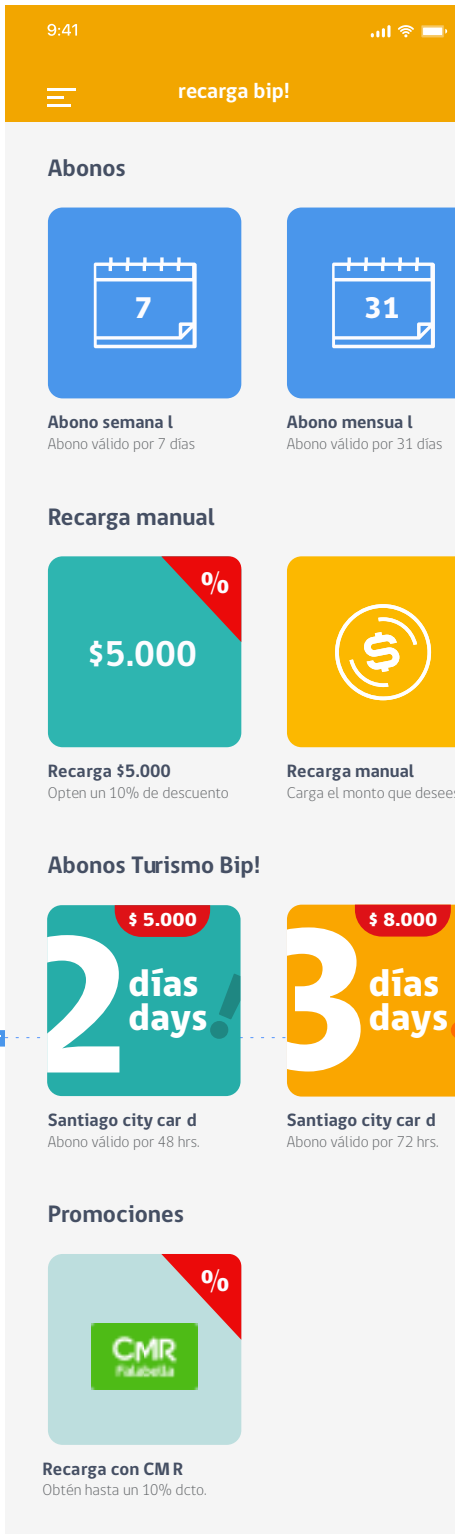 9:41
recarga bip!
Abonos
7
31
Abono semana l
Abono mensua l
Abono válido por 7 días
Abono válido por 31 días
Recarga manual
%
$5.000
Recarga $5.000
Recarga manual
Opten un 10% de descuento
Carga el monto que desees
Abonos Turismo Bip!
$ 5.000
$ 8.000
2 días
days!
3 días
days
Santiago city car d
Santiago city car d
Abono válido por 48 hrs.
Abono válido por 72 hrs.
Promociones
%
CMR
Falabella
Recarga con CM R
Obtén hasta un 10% dcto.